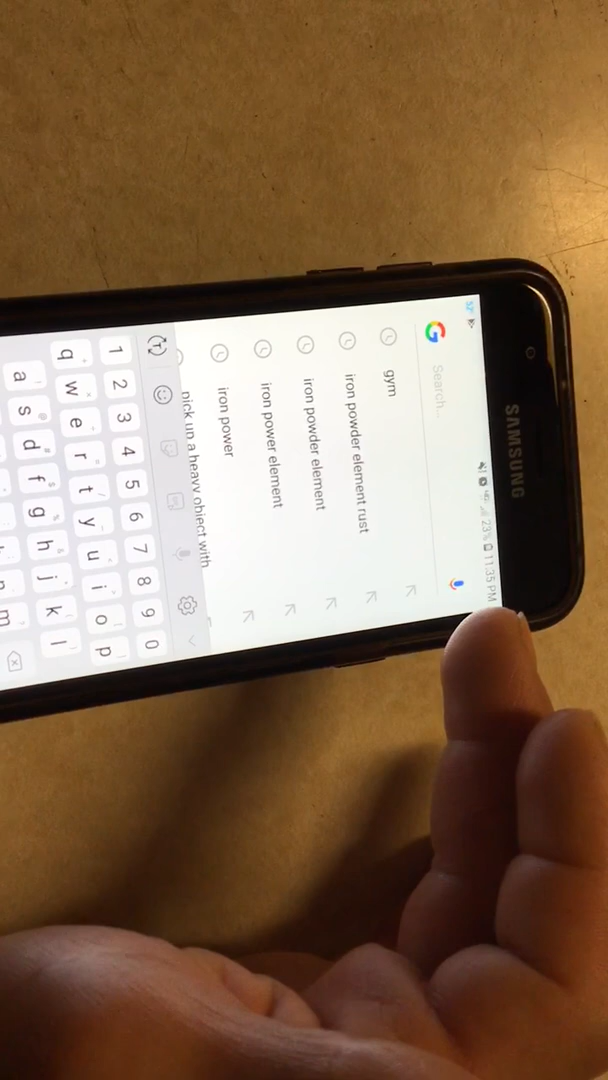 SAMSUNG
52°
23% 11:35 PM
Search...
gym
iron powder element rust
iron powder element
iron power element
iron power
pick up a heavy object with
1 2 3 4 5 6 7 8 9 0
q w e r t y u i o p
a s d f g h j k l
m